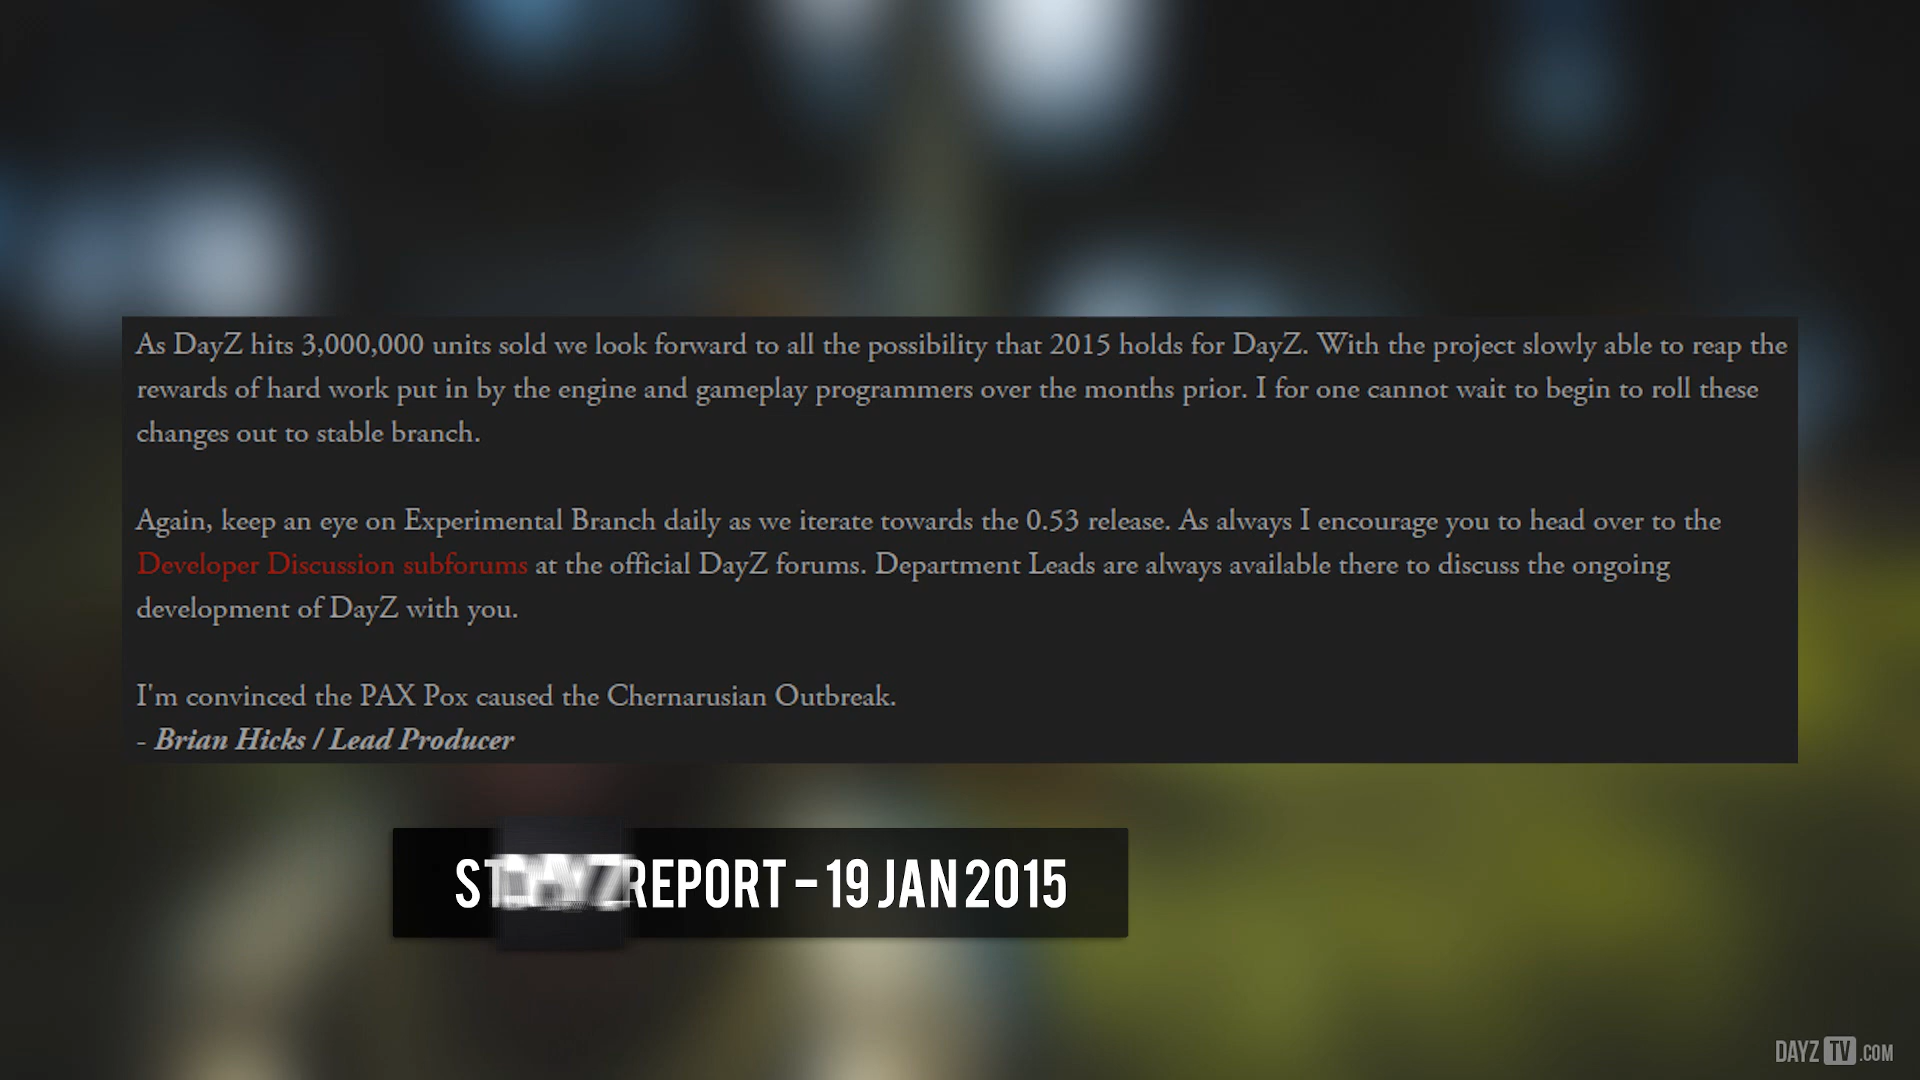 As DayZ hits 3,000,000 units sold we look forward to all the possibility that 2015 holds for DayZ. With the project slowly able to reap the
rewards of hard work put in by the engine and gameplay programmers over the months prior. I for one cannot wait to begin to roll these
changes out to stable branch.
Again, keep an eye on Experimental Branch daily as we iterate towards the 0.53 release. As always I encourage you to head over to the
Developer Discussion subforums at the official DayZ forums. Department Leads are always available there to discuss the ongoing
development of DayZ with you.
I'm convinced the PAX Pox caused the Chernarusian Outbreak.
- Brian Hicks / Lead Producer
REPORT – 19 JAN 2015
DAYZ TV .COM